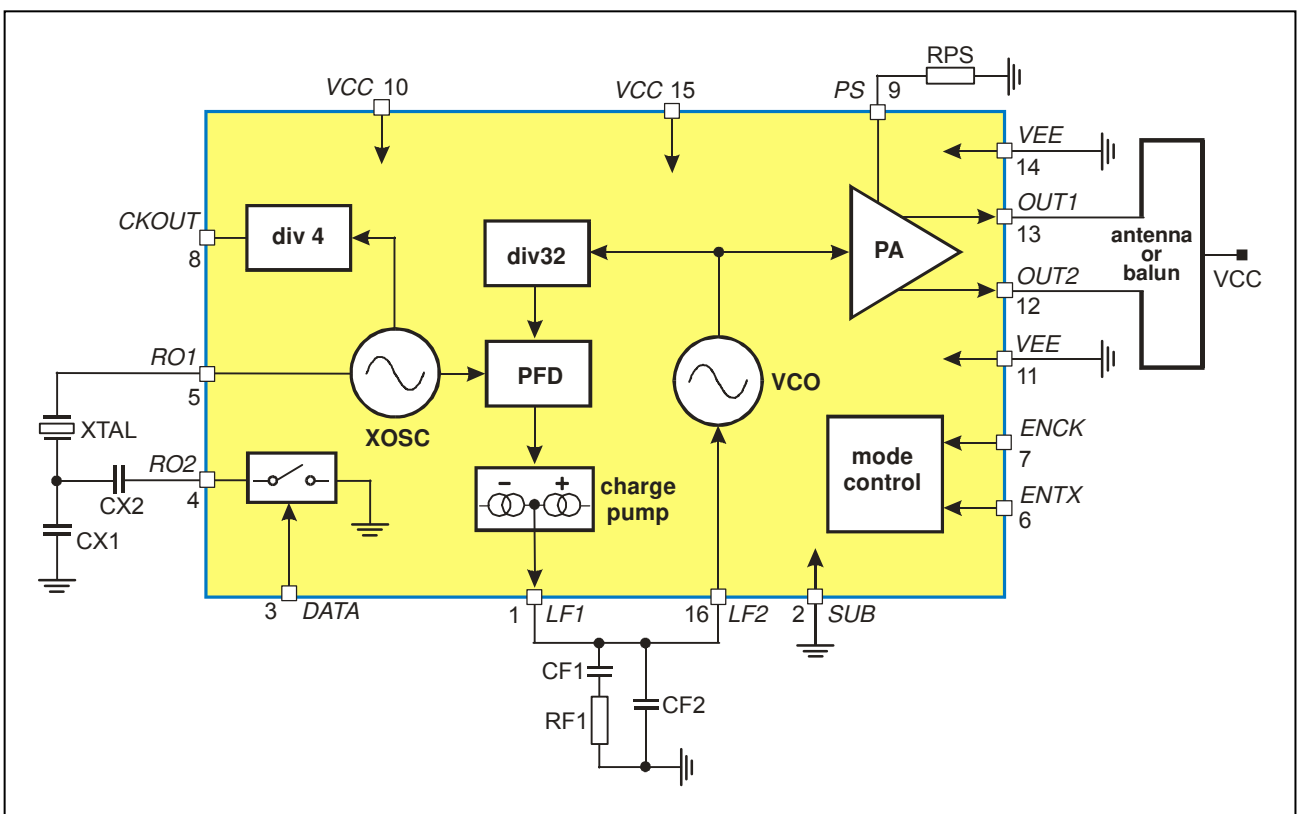 RPS
VCC 10
VCC 15
PS 9
VEE
14
CKOUT
8
div 4
div32
PA
OUT1
13
antenna
or
balun
VCC
OUT2
12
RO1
5
PFD
VCO
VEE
11
XTAL
XOSC
ENCK
7
mode
control
RO2
4
CX2
– +
charge
pump
ENTX
6
CX1
3 DATA
1 LF1
16 LF2
2 SUB
CF1
RF1
CF2